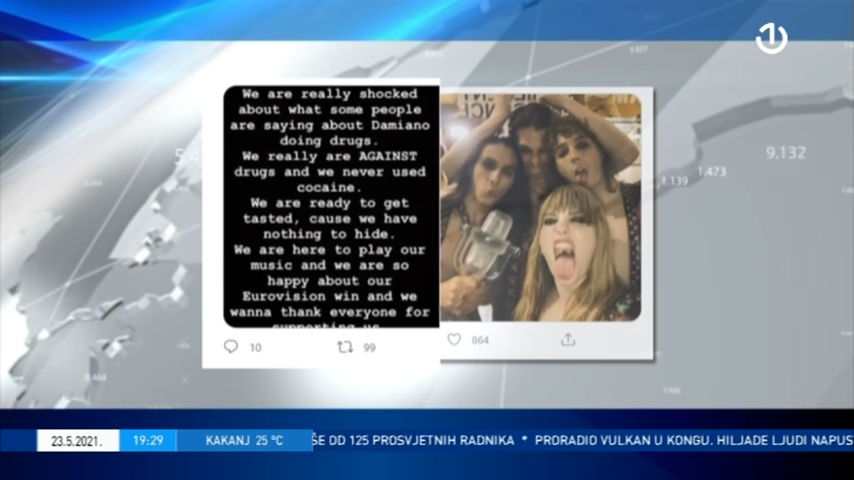 We are really shocked
about what some people
are saying about Damiano
doing drugs.
We really are AGAINST
drugs and we never used
cocaine.
We are ready to get
tasted, cause we have
nothing to hide.
We are here to play our
music and we are so
happy about our
Eurovision win and we
wanna thank everyone for
supporting us
10
99
864
1
1.139
1.473
9.132
23.5.2021.
19:29
KAKANJ 25 °C
ŠE OD 125 PROSVJETNIH RADNIKA * PRORADIO VULKAN U KONGU. HILJADE LJUDI NAPUS